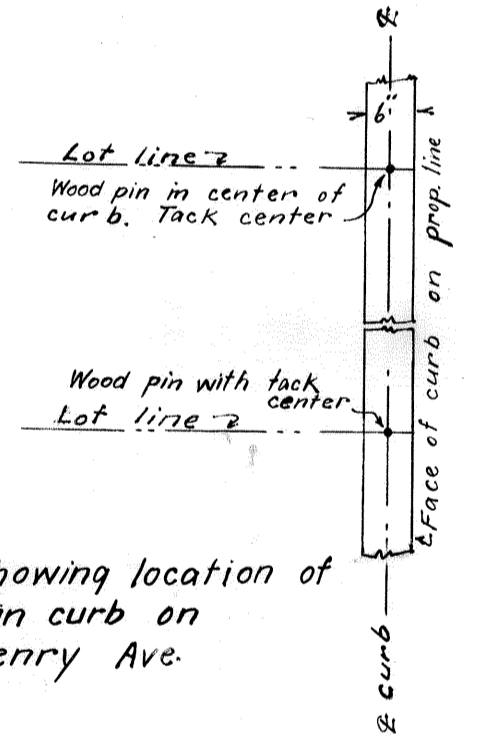 ℄
6"
Lot line
Wood pin in center of
curb. Tack center
Face of curb on prop. line
Wood pin with tack
center
Lot line
howing location of
in curb on
enry Ave.
℄ curb